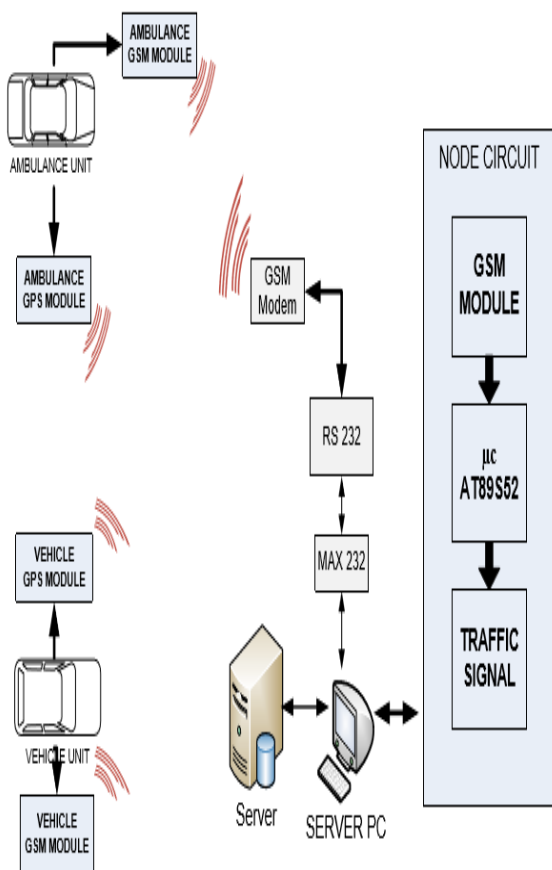 AMBULANCE
GSM MODULE
AMBULANCE UNIT
AMBULANCE
GPS MODULE
GSM
Modem
RS 232
MAX 232
VEHICLE
GPS MODULE
VEHICLE UNIT
VEHICLE
GSM MODULE
Server
SERVER PC
NODE CIRCUIT
GSM
MODULE
µc
AT89S52
TRAFFIC
SIGNAL